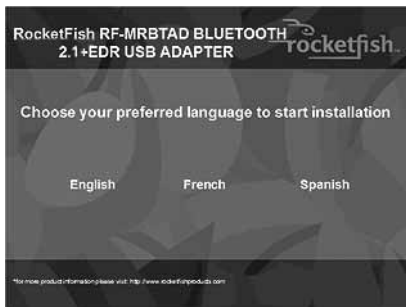 RocketFish RF-MRBTAD BLUETOOTH
2.1+EDR USB ADAPTER
rocketfish™
Choose your preferred language to start installation
English French Spanish
*for more product information please visit: http://www.rocketfishproducts.com